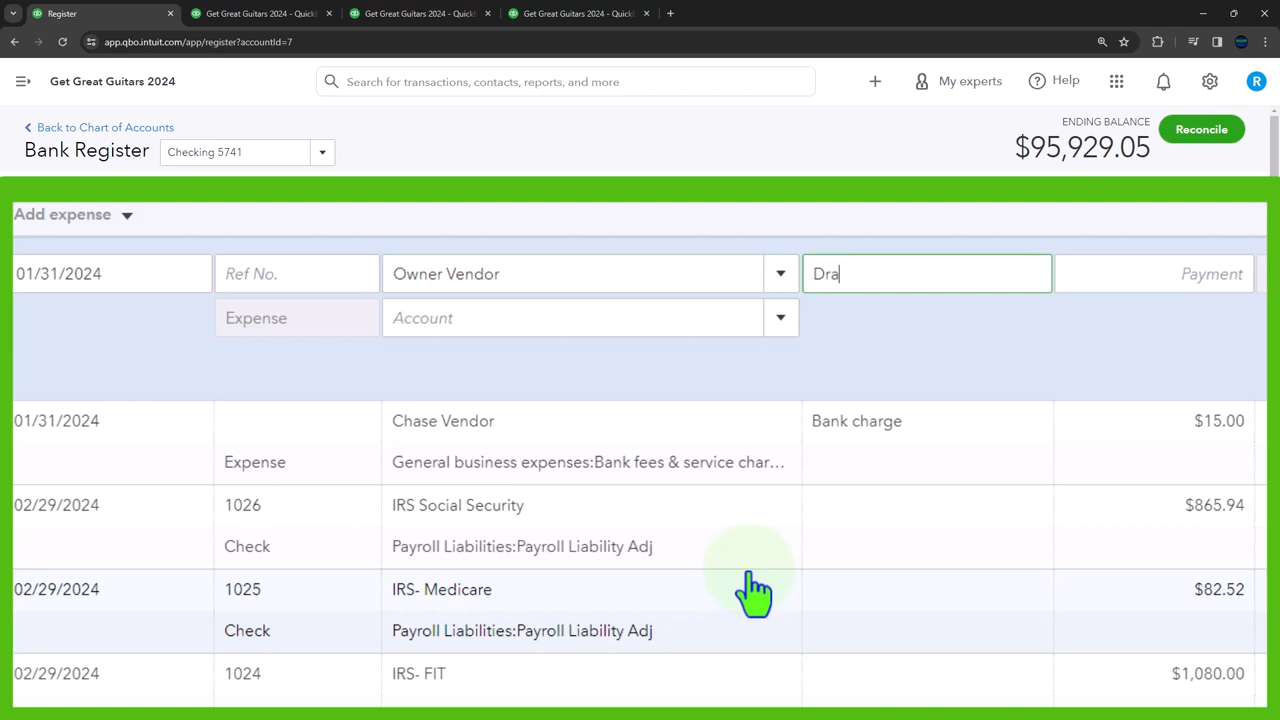 Register
Get Great Guitars 2024 - Quick
Get Great Guitars 2024 - Quick
Get Great Guitars 2024 - Quick
app.qbo.intuit.com/app/register?accountId=7
Get Great Guitars 2024
Search for transactions, contacts, reports, and more
My experts
Help
R
Back to Chart of Accounts
Bank Register
Checking 5741
ENDING BALANCE
$95,929.05
Reconcile
Add expense
01/31/2024 Ref No. Owner Vendor Dra Payment
Expense Account
01/31/2024 Chase Vendor Bank charge $15.00
Expense General business expenses:Bank fees & service char...
02/29/2024 1026 IRS Social Security $865.94
Check Payroll Liabilities:Payroll Liability Adj
02/29/2024 1025 IRS- Medicare $82.52
Check Payroll Liabilities:Payroll Liability Adj
02/29/2024 1024 IRS- FIT $1,080.00